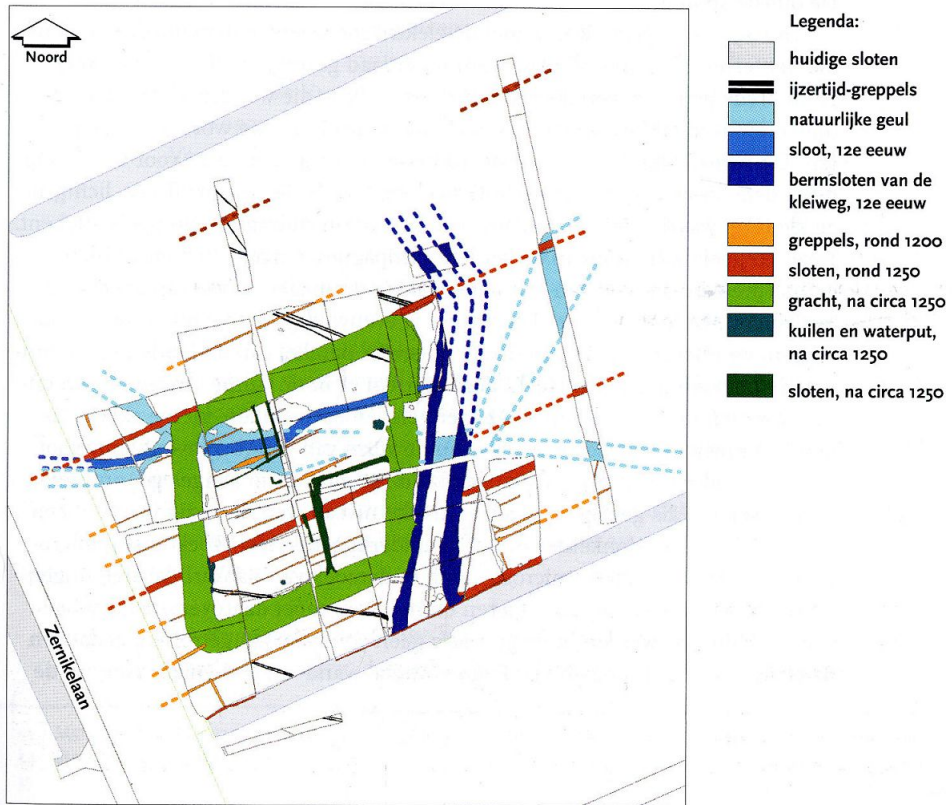 Noord
Zernikelaan
Legenda:
huidige sloten
ijzertijd-greppels
natuurlijke geul
sloot, 12e eeuw
bermsloten van de
kleiweg, 12e eeuw
greppels, rond 1200
sloten, rond 1250
gracht, na circa 1250
kuilen en waterput,
na circa 1250
sloten, na circa 1250